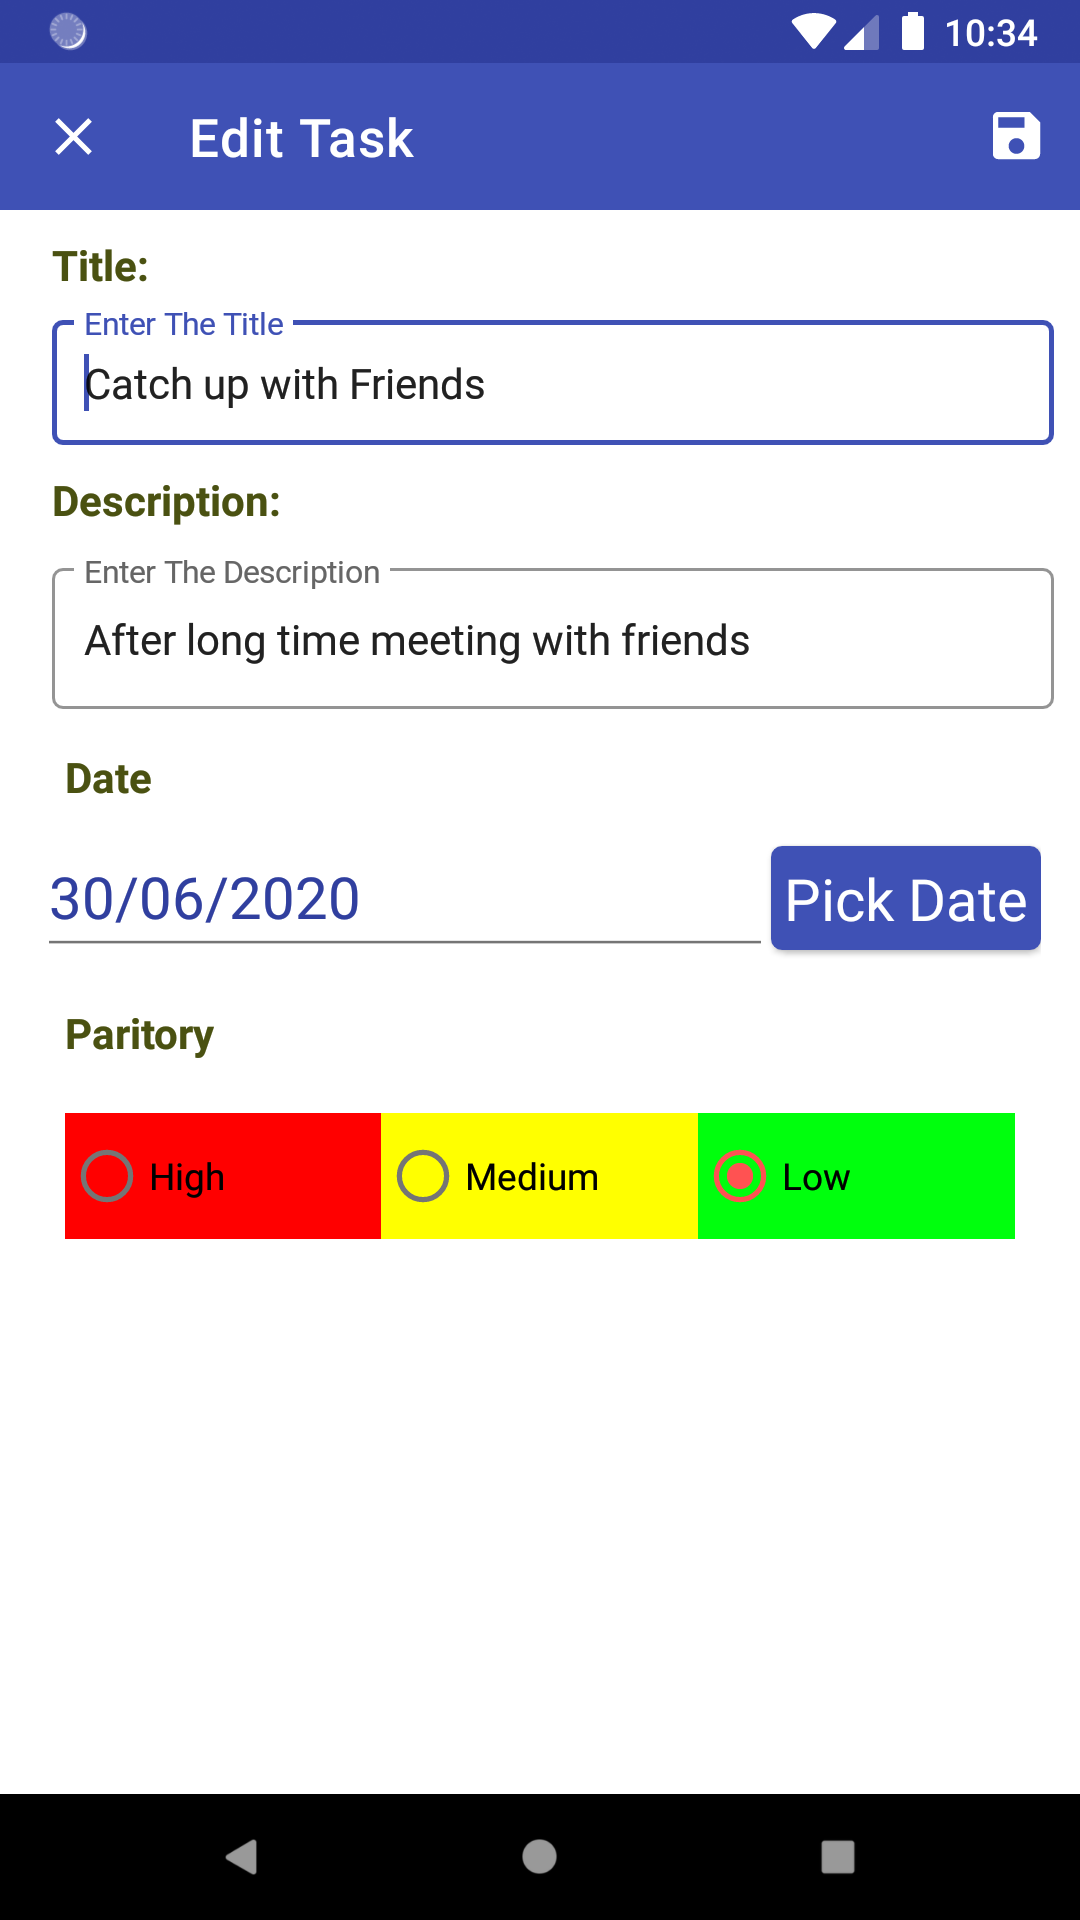 10:34
Edit Task
Title:
Enter The Title
Catch up with Friends
Description:
Enter The Description
After long time meeting with friends
Date
30/06/2020
Pick Date
Paritory
High
Medium
Low